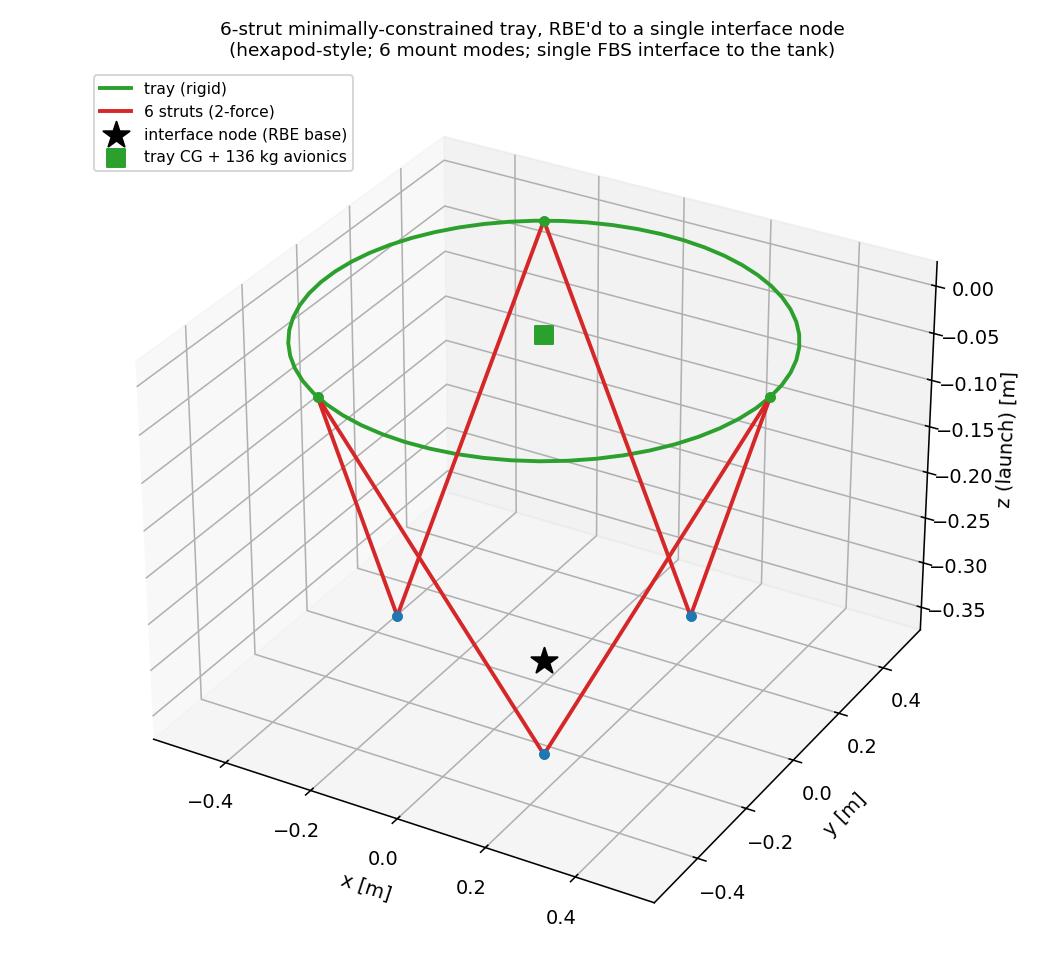 6-strut minimally-constrained tray, RBE'd to a single interface node
(hexapod-style; 6 mount modes; single FBS interface to the tank)
tray (rigid)
6 struts (2-force)
interface node (RBE base)
tray CG + 136 kg avionics
0.00
−0.05
−0.10
−0.15
−0.20
−0.25
−0.30
−0.35
z (launch) [m]
0.4
0.2
0.0
−0.2
−0.4
y [m]
−0.4
−0.2
0.0
0.2
0.4
x [m]